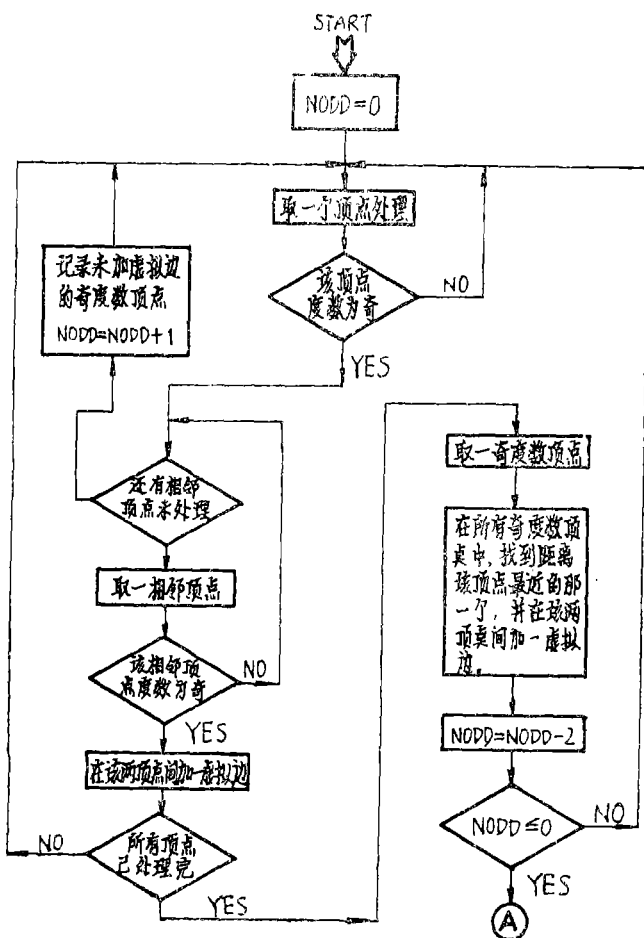 START
NODD=0
取一个顶点处理
该顶点
度数为奇
NO
YES
记录未加虚拟边
的奇度数顶点
NODD=NODD+1
还有相邻
顶点未处理
取一相邻顶点
该相邻顶
点度数为奇
NO
YES
在该两顶点间加一虚拟边
所有顶点
已处理完
NO
YES
取一奇度数顶点
在所有奇度数顶
点中,找到距离
该顶点最近的那
一个,并在该两
顶点间加一虚拟
边。
NODD=NODD-2
NODD≤0
NO
YES
A